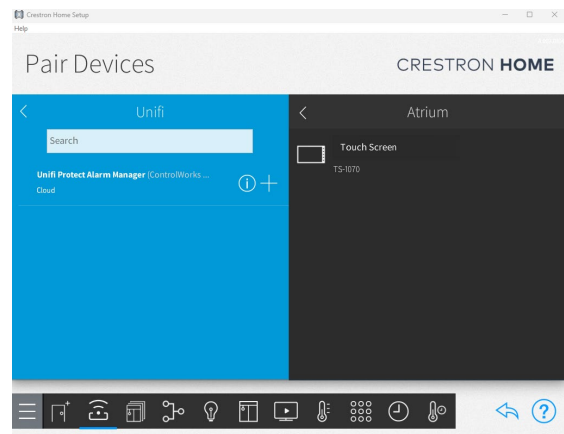 Crestron Home Setup
Help
Pair Devices
CRESTRON HOME
Unifi
Atrium
Search
Touch Screen
TS-1070
Unifi Protect Alarm Manager (ControlWorks ...
Cloud